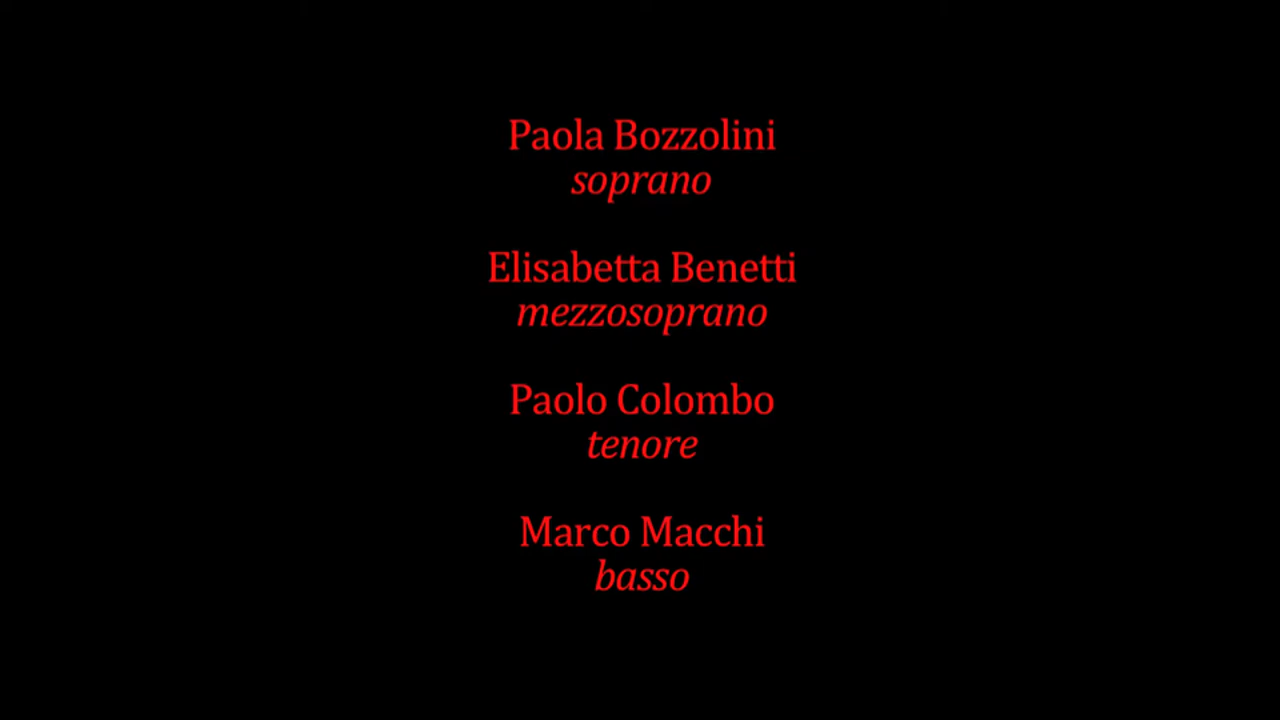 Paola Bozzolini
soprano
Elisabetta Benetti
mezzosoprano
Paolo Colombo
tenore
Marco Macchi
basso